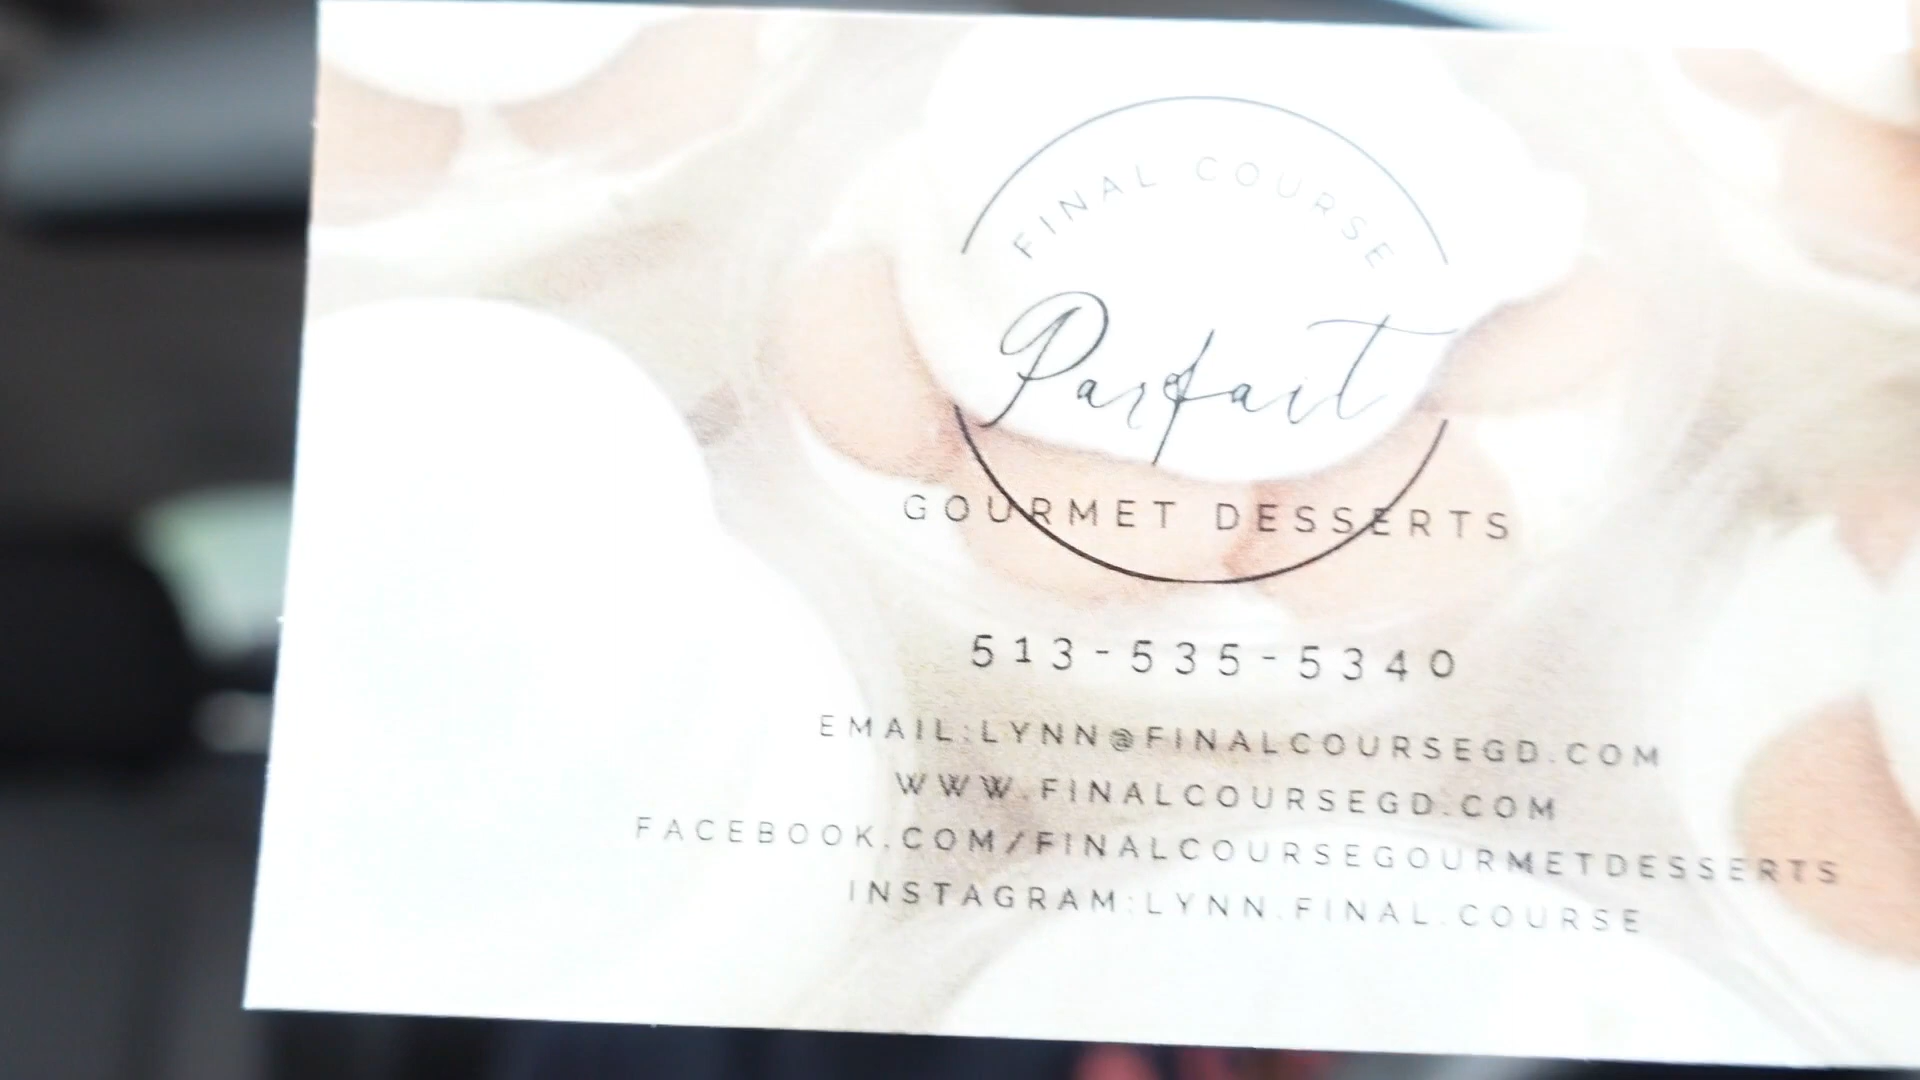 FINAL COURSE
Parfait
GOURMET DESSERTS
513-535-5340
EMAIL:LYNN@FINALCOURSEGD.COM
WWW.FINALCOURSEGD.COM
FACEBOOK.COM/FINALCOURSEGOURMETDESSERTS
INSTAGRAM:LYNN.FINAL.COURSE